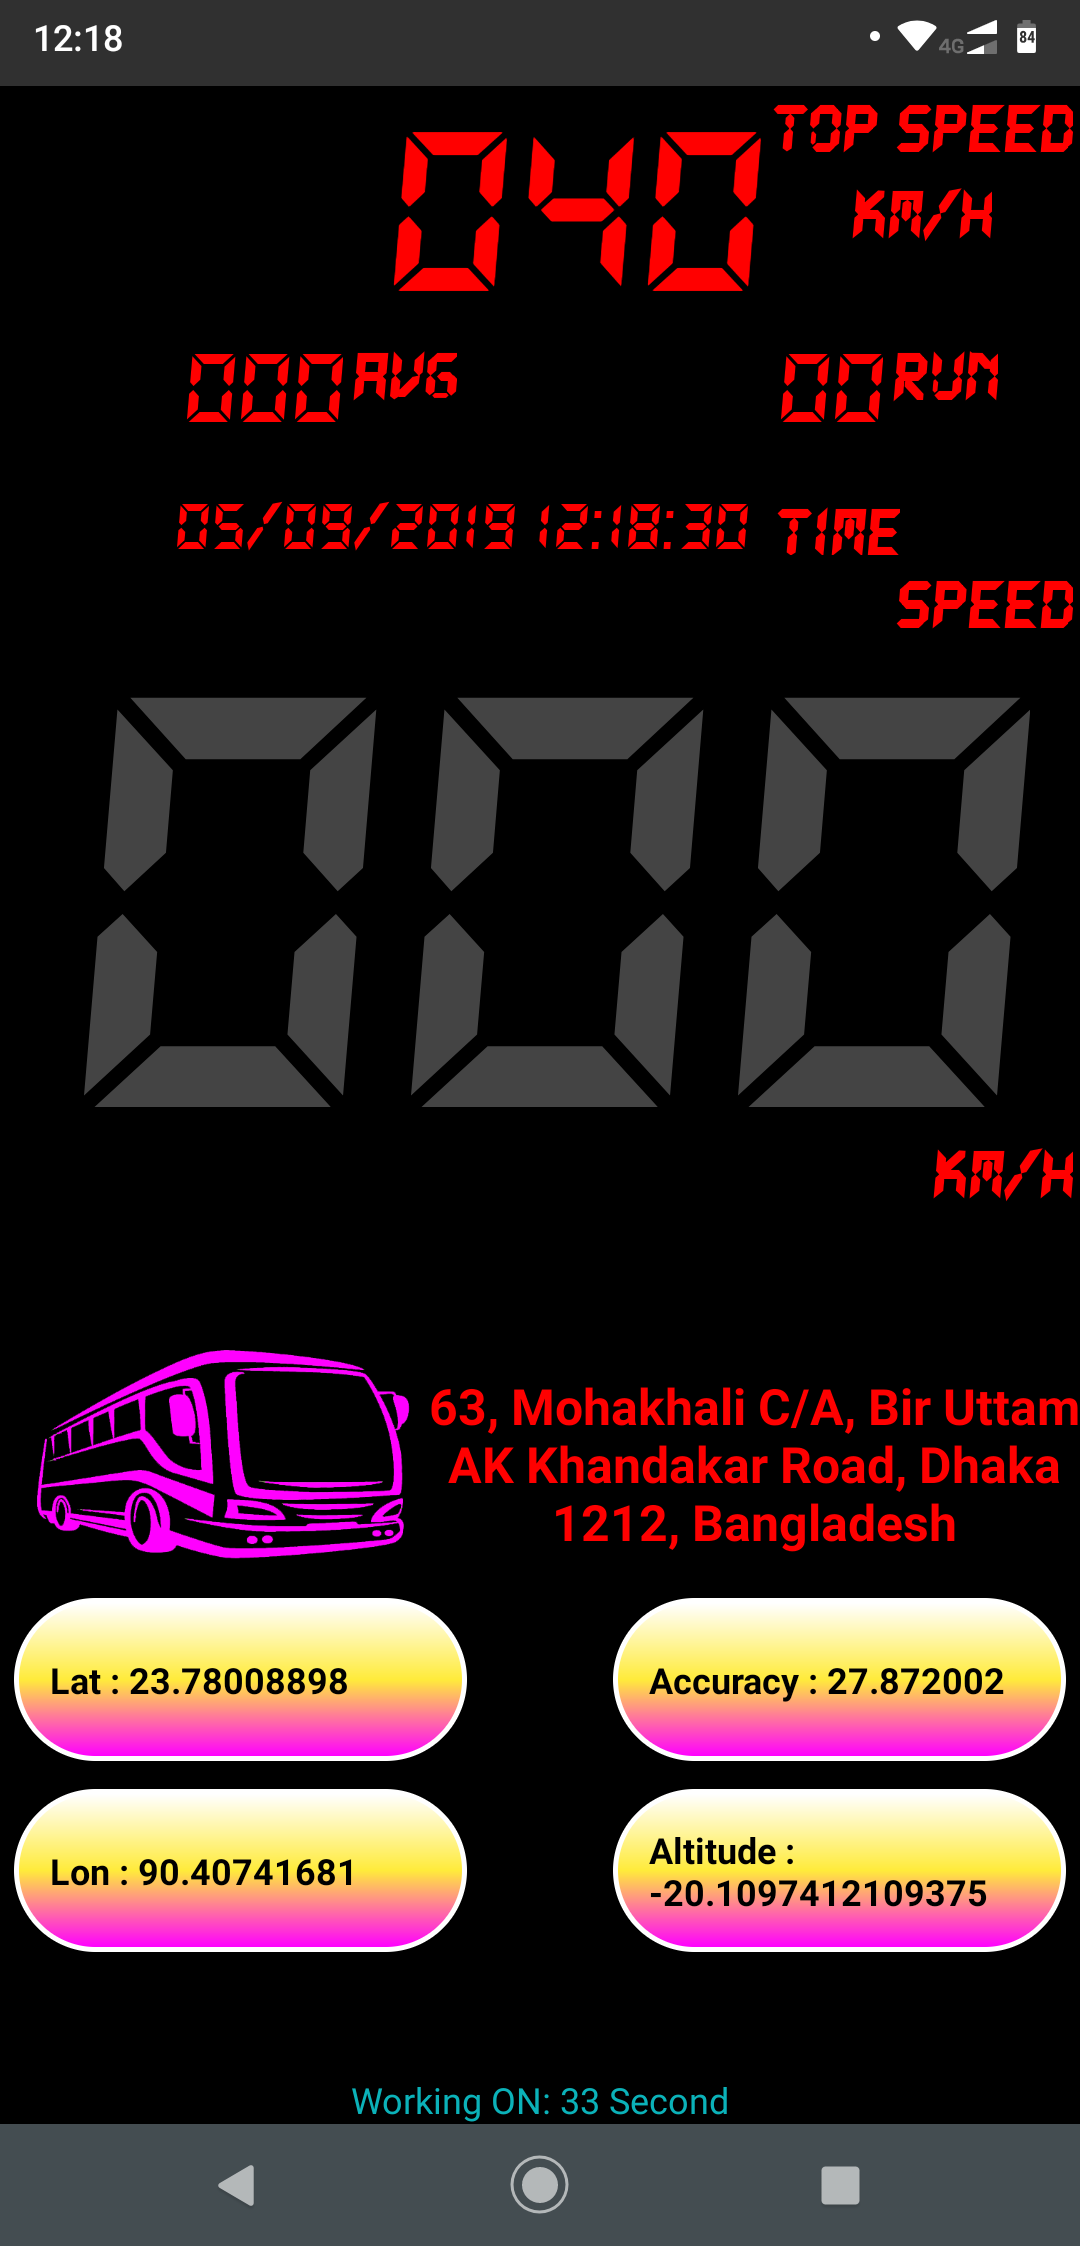 12:18
4G 84
040 TOP SPEED
KM/H
000 AVG 00 RUN
05/09/2019 12:18:30 TIME
SPEED
000
KM/H
63, Mohakhali C/A, Bir Uttam
AK Khandakar Road, Dhaka
1212, Bangladesh
Lat : 23.78008898
Accuracy : 27.872002
Lon : 90.40741681
Altitude :
-20.1097412109375
Working ON: 33 Second